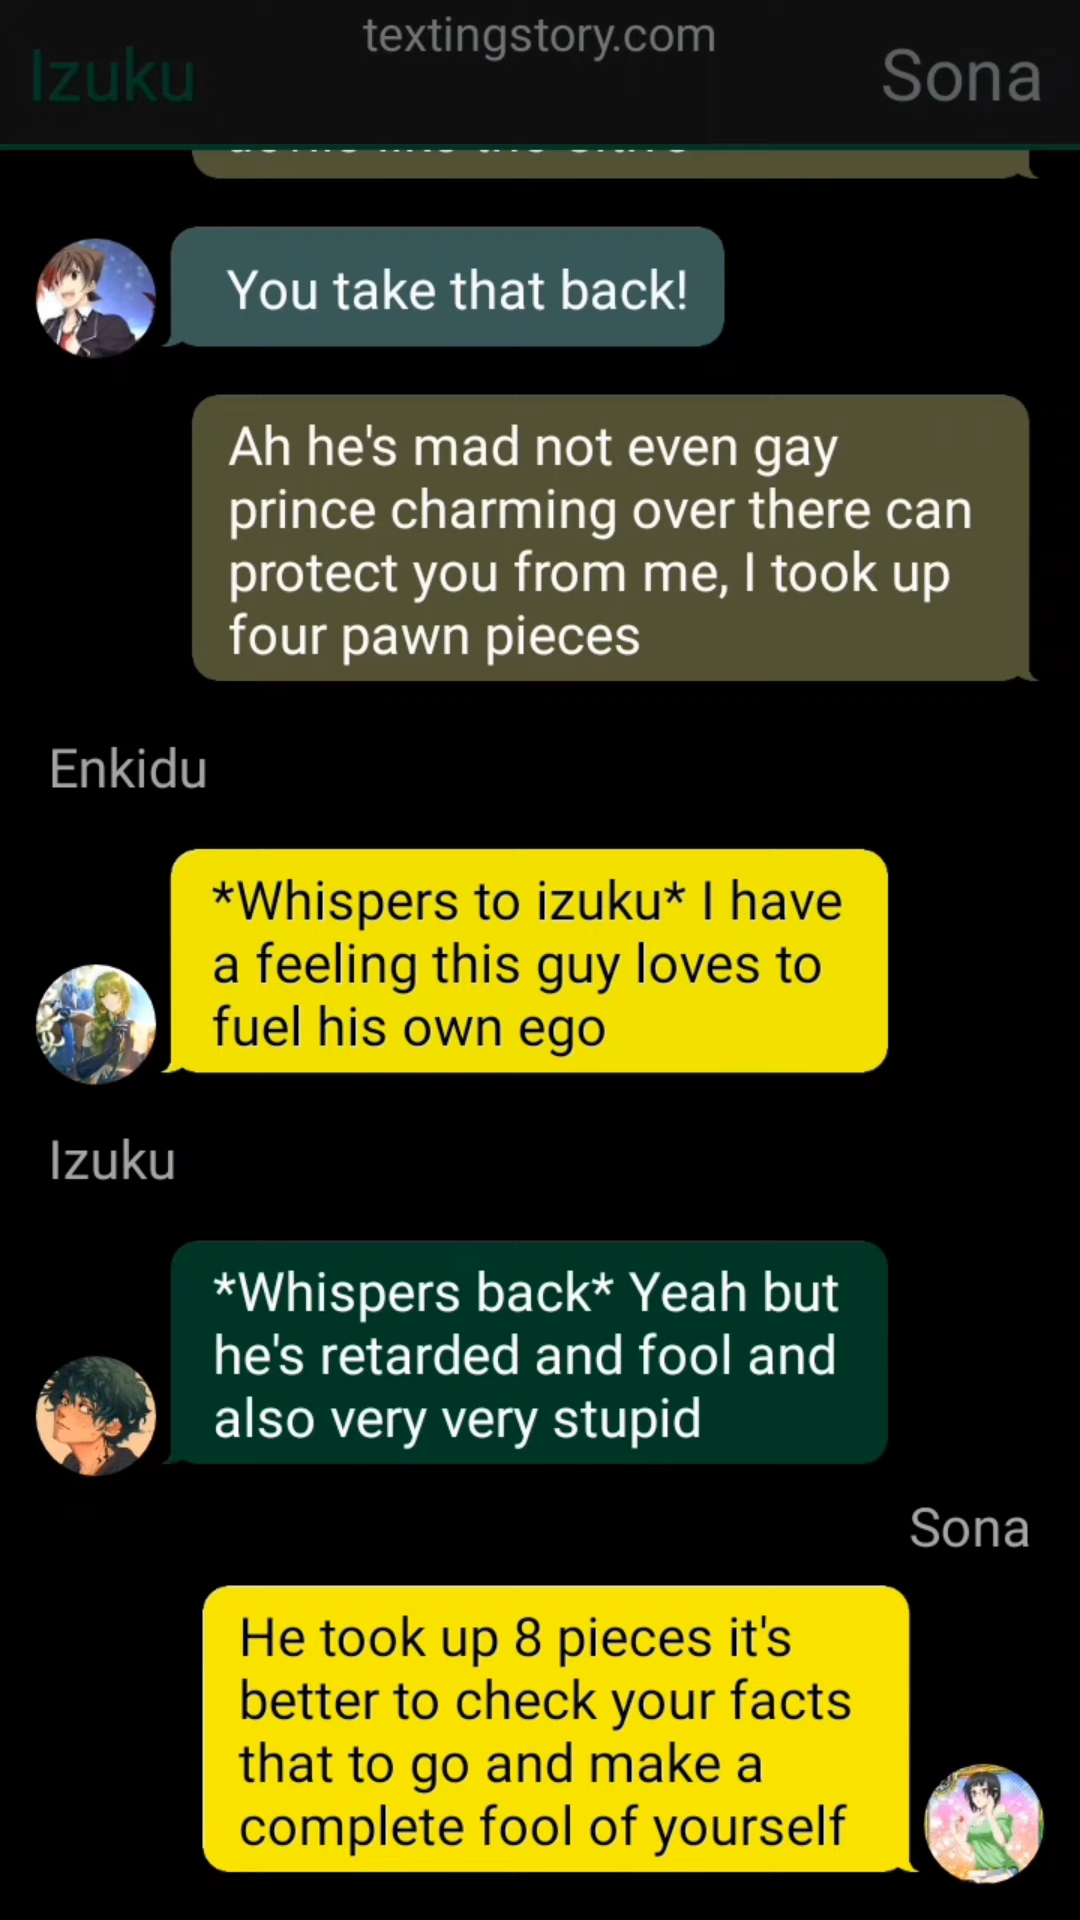 textingstory.com
Izuku
Sona
You take that back!
Ah he's mad not even gay
prince charming over there can
protect you from me, I took up
four pawn pieces
Enkidu
*Whispers to izuku* I have
a feeling this guy loves to
fuel his own ego
Izuku
*Whispers back* Yeah but
he's retarded and fool and
also very very stupid
Sona
He took up 8 pieces it's
better to check your facts
that to go and make a
complete fool of yourself